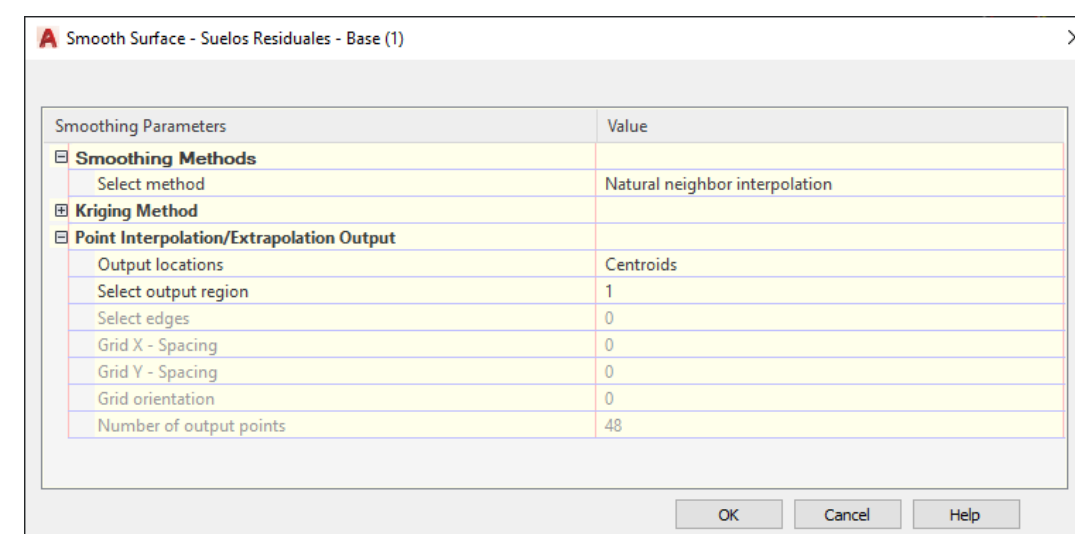 Smooth Surface - Suelos Residuales - Base (1)
Smoothing Parameters Value
Smoothing Methods
Select method Natural neighbor interpolation
Kriging Method
Point Interpolation/Extrapolation Output
Output locations Centroids
Select output region 1
Select edges 0
Grid X - Spacing 0
Grid Y - Spacing 0
Grid orientation 0
Number of output points 48
OK Cancel Help